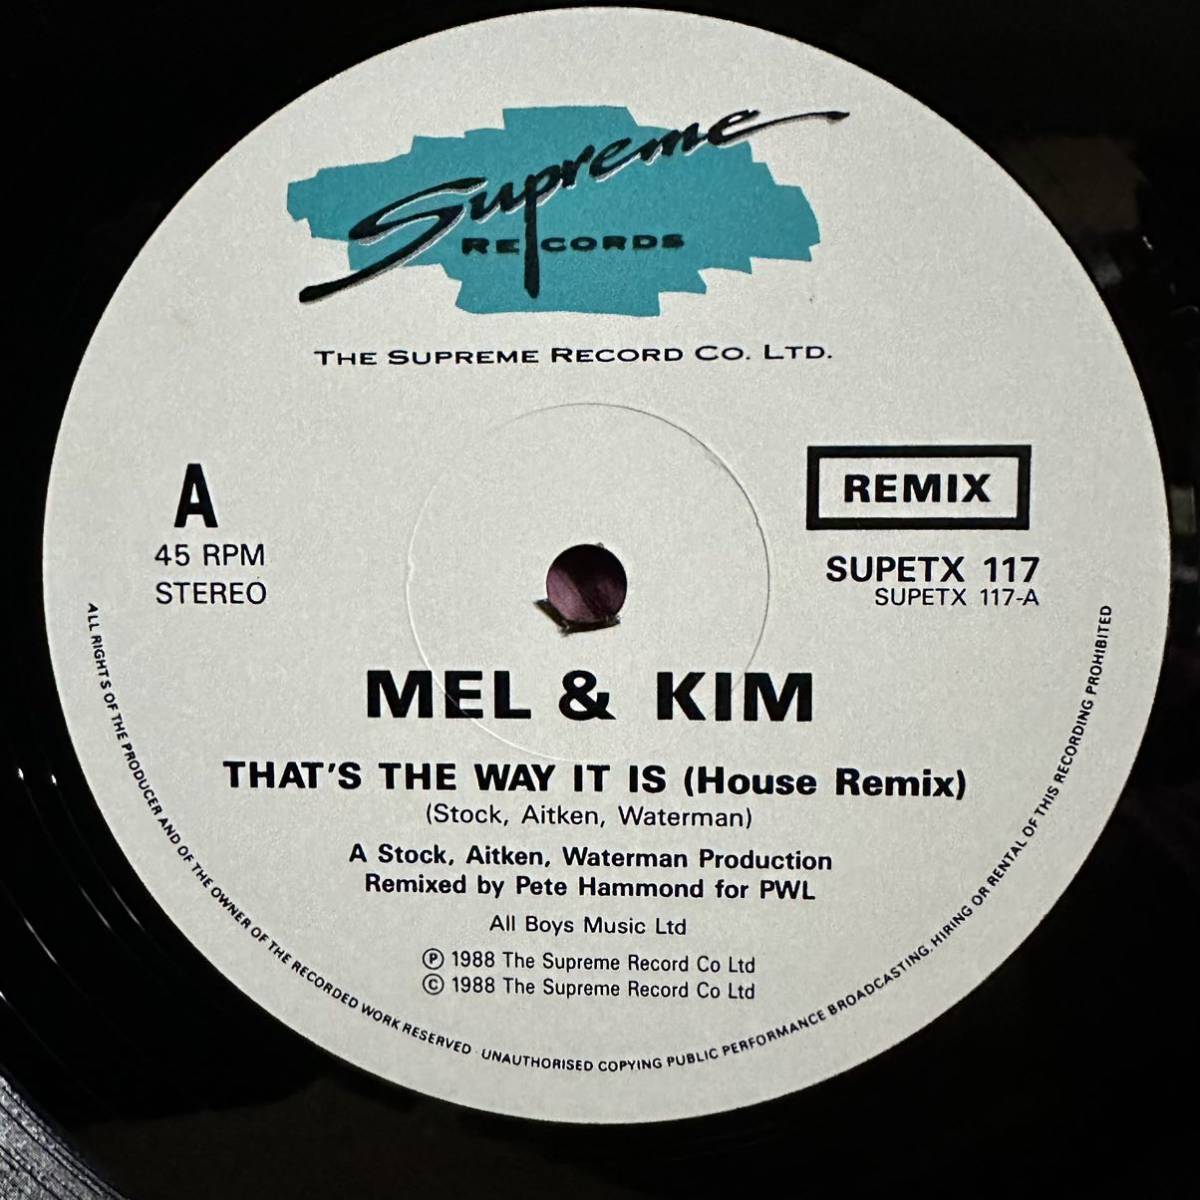 Supreme
RECORDS
THE SUPREME RECORD CO. LTD.
A
45 RPM
STEREO
REMIX
SUPETX 117
SUPETX 117-A
MEL & KIM
THAT'S THE WAY IT IS (House Remix)
(Stock, Aitken, Waterman)
A Stock, Aitken, Waterman Production
Remixed by Pete Hammond for PWL
All Boys Music Ltd
Ⓟ 1988 The Supreme Record Co Ltd
© 1988 The Supreme Record Co Ltd
ALL RIGHTS OF THE PRODUCER AND OF THE OWNER OF THE RECORDED WORK RESERVED · UNAUTHORISED COPYING PUBLIC PERFORMANCE BROADCASTING, HIRING OR RENTAL OF THIS RECORDING PROHIBITED